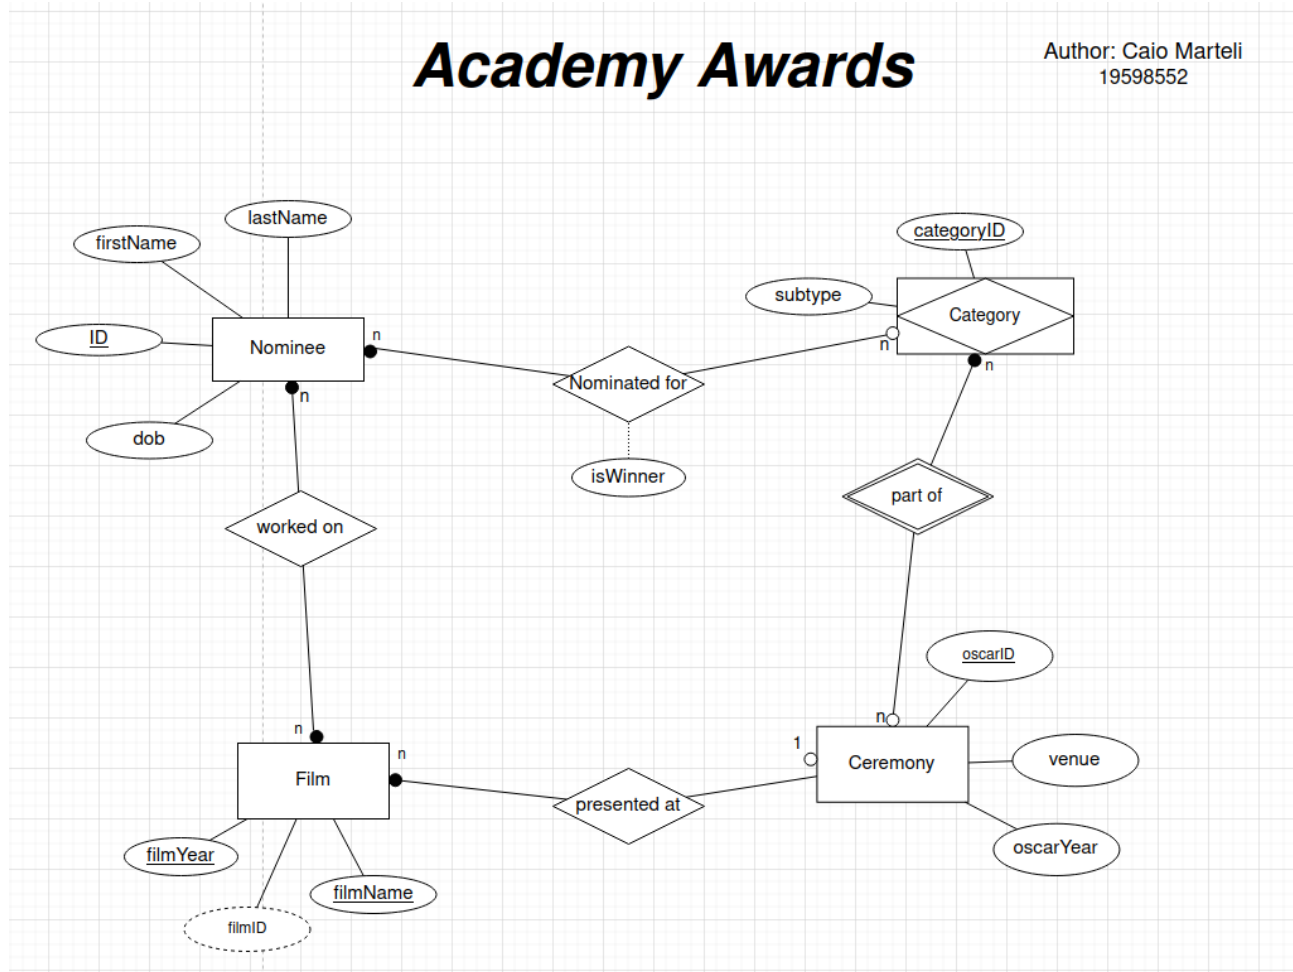 Academy Awards
Author: Caio Marteli
19598552
lastName
firstName
categoryID
subtype
Category
ID
Nominee
n
n
Nominated for
n
n
dob
isWinner
part of
worked on
oscarID
n
n
1
n
Film
Ceremony
venue
presented at
filmYear
oscarYear
filmName
filmID